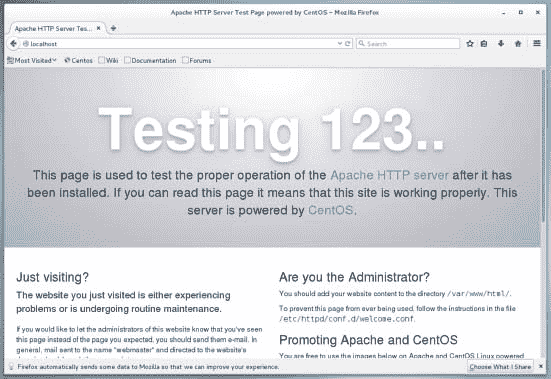 Apache HTTP Server Test Page powered by CentOS - Mozilla Firefox
Apache HTTP Server Tes...
localhost
Search
Most Visited
Centos
Wiki
Documentation
Forums
Testing 123..
This page is used to test the proper operation of the Apache HTTP server after it has
been installed. If you can read this page it means that this site is working properly. This
server is powered by CentOS.
Just visiting?
The website you just visited is either experiencing
problems or is undergoing routine maintenance.
If you would like to let the administrators of this website know that you've seen
this page instead of the page you expected, you should send them e-mail. In
general, mail sent to the name "webmaster" and directed to the website's
Are you the Administrator?
You should add your website content to the directory /var/www/html/.
To prevent this page from ever being used, follow the instructions in the file
/etc/httpd/conf.d/welcome.conf.
Promoting Apache and CentOS
You are free to use the images below on Apache and CentOS Linux powered
Firefox automatically sends some data to Mozilla so that we can improve your experience.
Choose What I Share